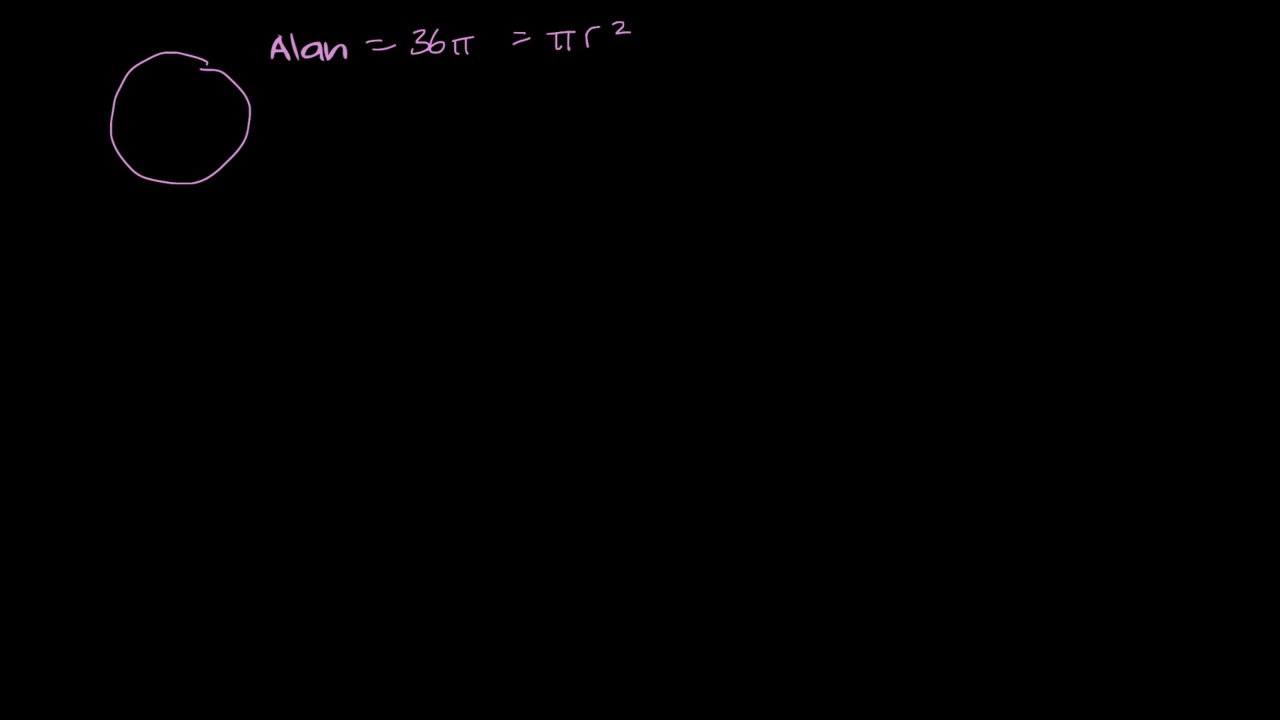 Alan = 36π = πr²